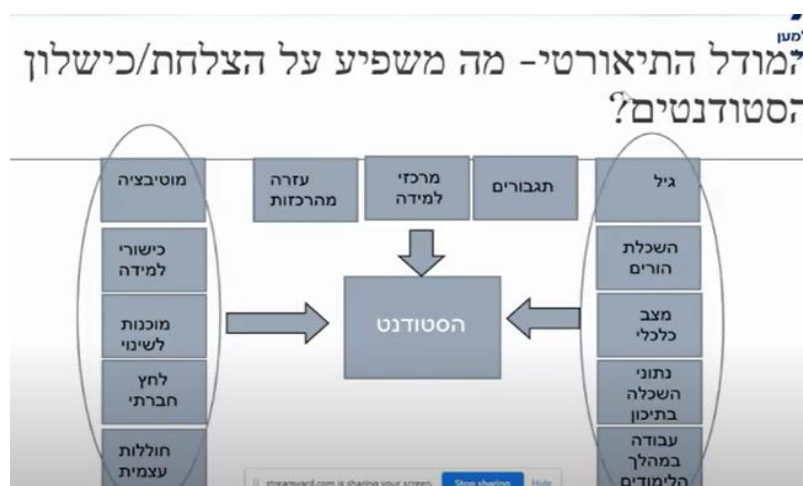 למען
המודל התיאורטי- מה משפיע על הצלחת/כישלון
הסטודנטים?
גיל
תגבורים
מרכזי
למידה
עזרה
מהרכזות
מוטיבציה
השכלת
הורים
מצב
כלכלי
נתוני
השכלה
בתיכון
עבודה
במהלך
הלימודים
הסטודנט
כישורי
למידה
מוכנות
לשינוי
לחץ
חברתי
חוללות
עצמית
streamyard.com is sharing your screen. Stop sharing Hide